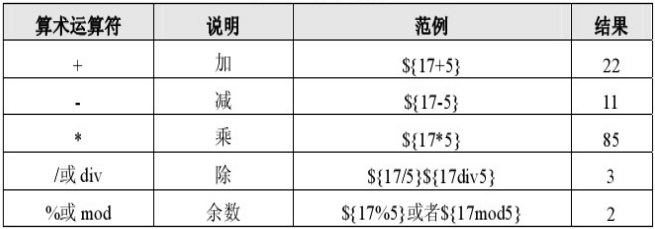 算术运算符 说明 范例 结果
+ 加 ${17+5} 22
- 减 ${17-5} 11
* 乘 ${17*5} 85
/或 div 除 ${17/5}${17div5} 3
%或 mod 余数 ${17%5}或者${17mod5} 2